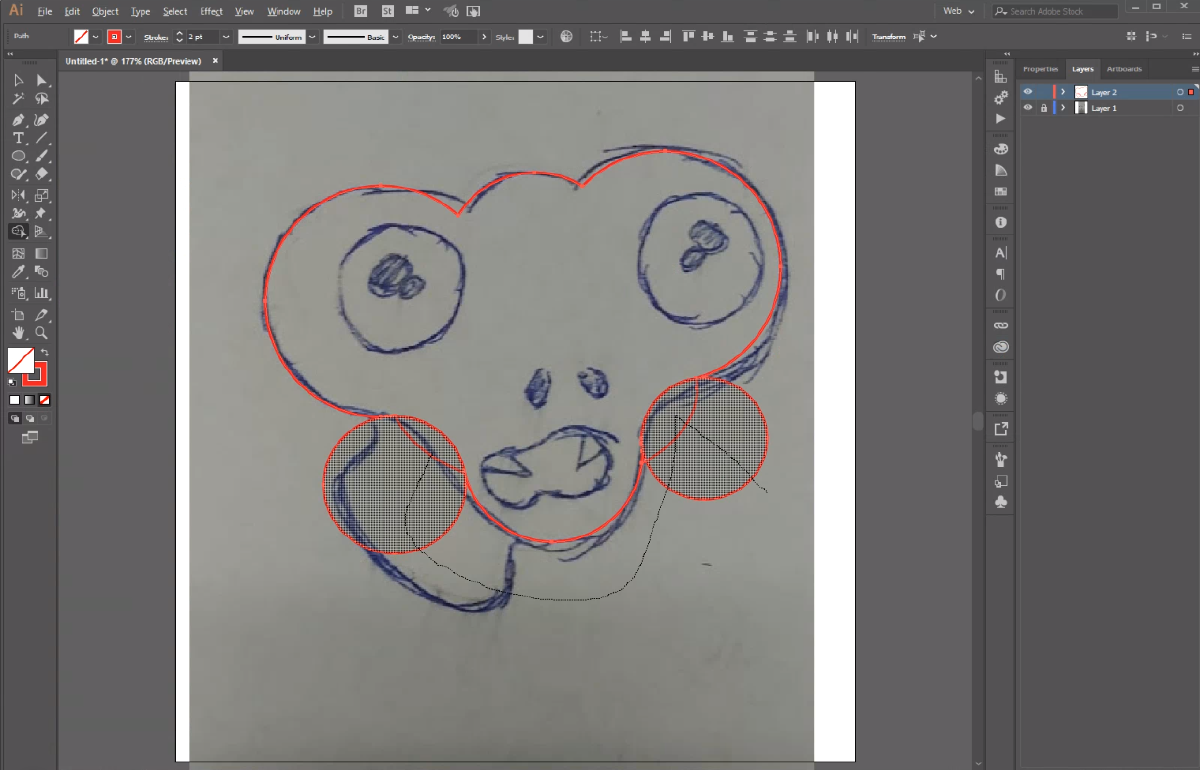 Ai File Edit Object Type Select Effect View Window Help Br St Web Search Adobe Stock
Path Stroke: 2 pt Uniform Basic Opacity: 100% Style: Transform
Untitled-1* @ 177% (RGB/Preview) ×
Properties Layers Artboards
Layer 2
Layer 1